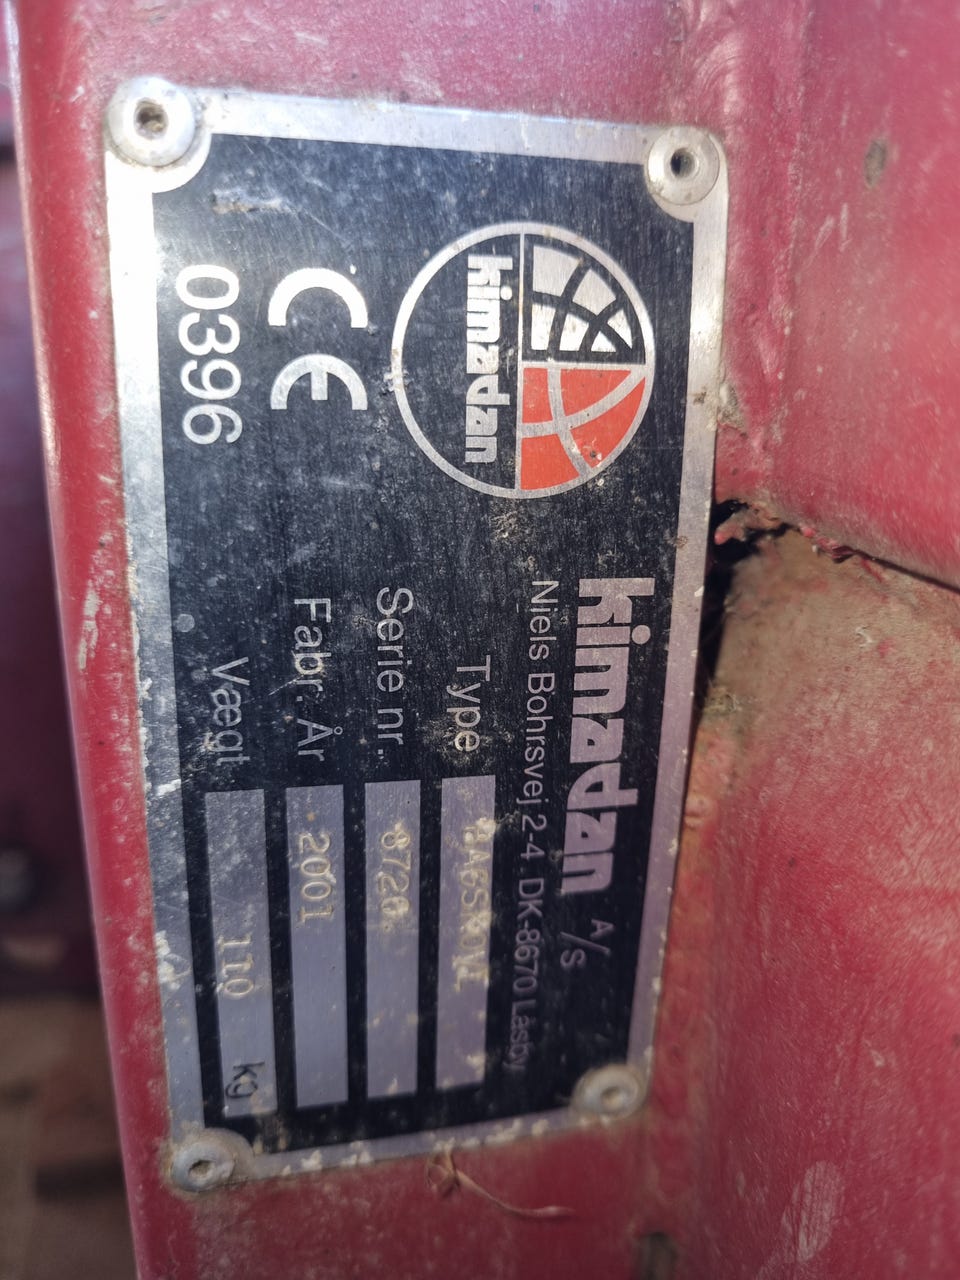 kimadan
CE
0396
kimadan A/S
Niels Bohrsvej 2-4. DK-8670 Låsby
Type
Serie nr.
Fabr. År 2001
Vægt 110 kg